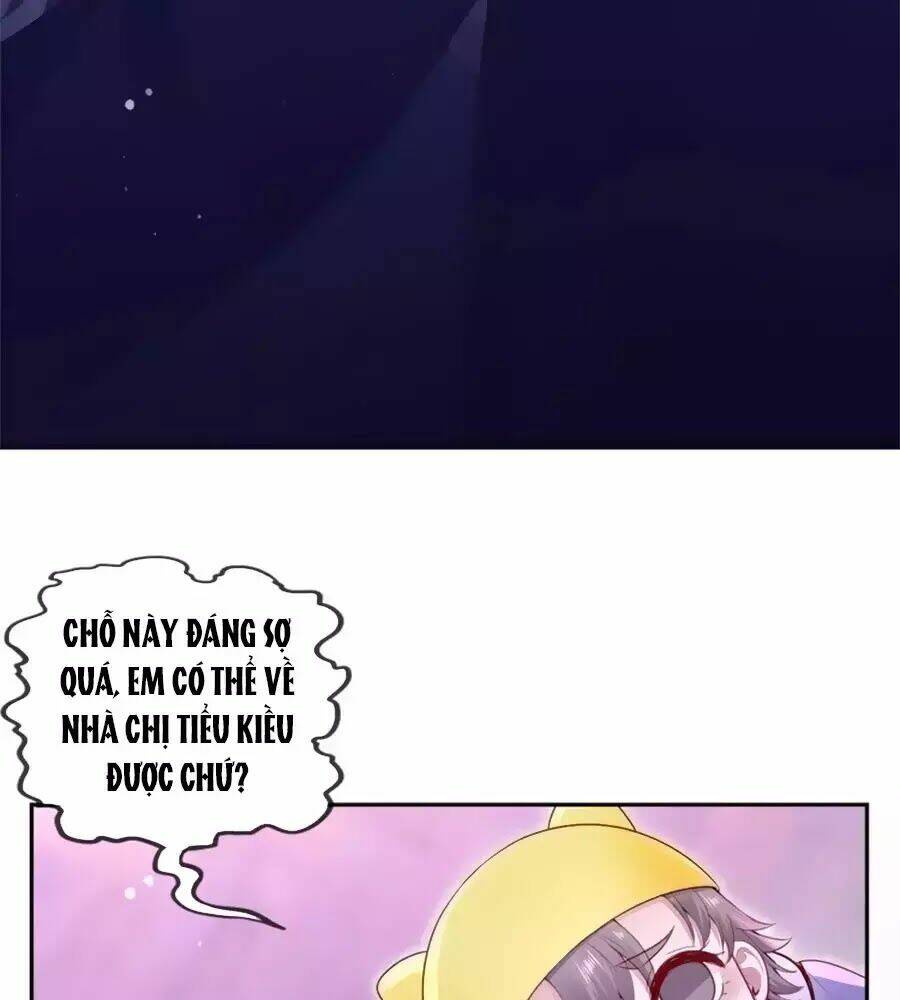 CHỖ NÀY ĐÁNG SỢ
QUÁ, EM CÓ THỂ VỀ
NHÀ CHỊ TIỂU KIỀU
ĐƯỢC CHỨ?